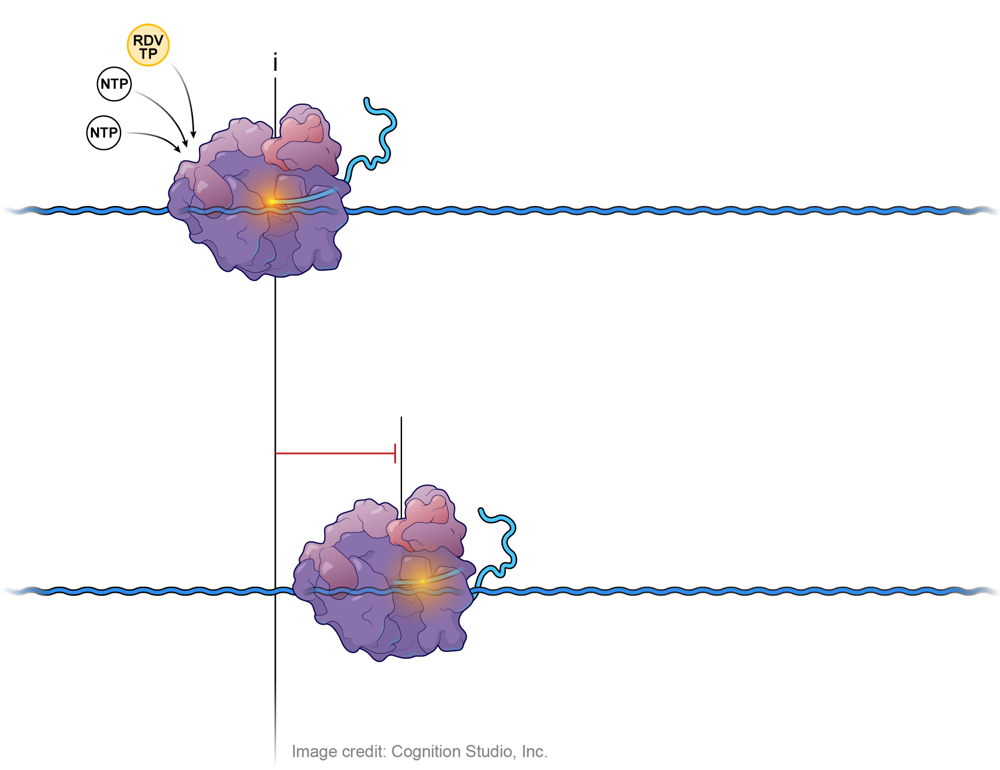 RDV
TP
i
NTP
NTP
Image credit: Cognition Studio, Inc.